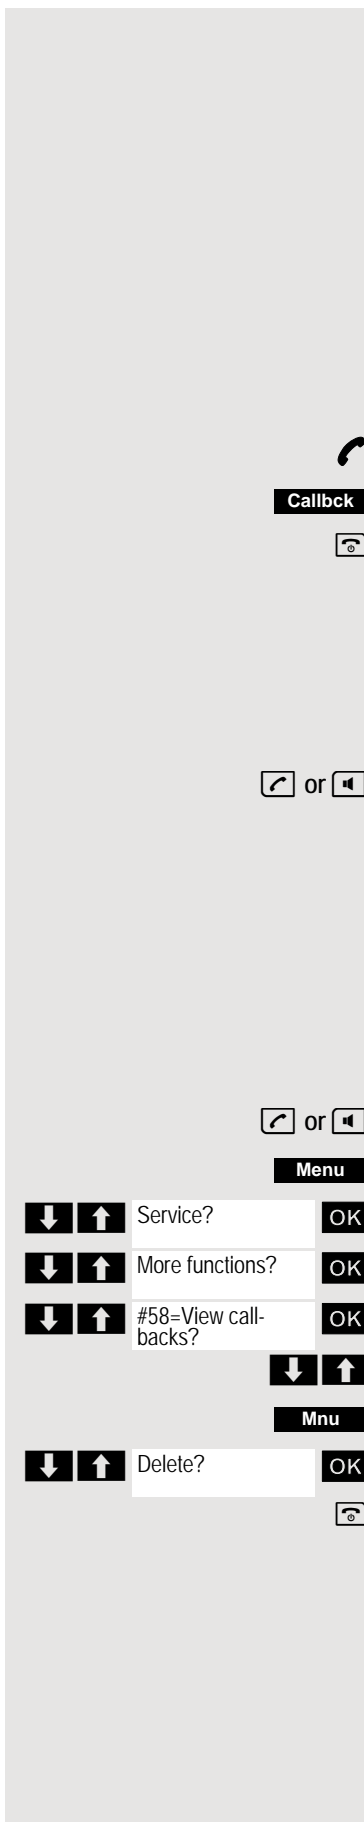 Callbck
or
or
Menu
Service? OK
More functions? OK
#58=View call-
backs? OK
Mnu
Delete? OK